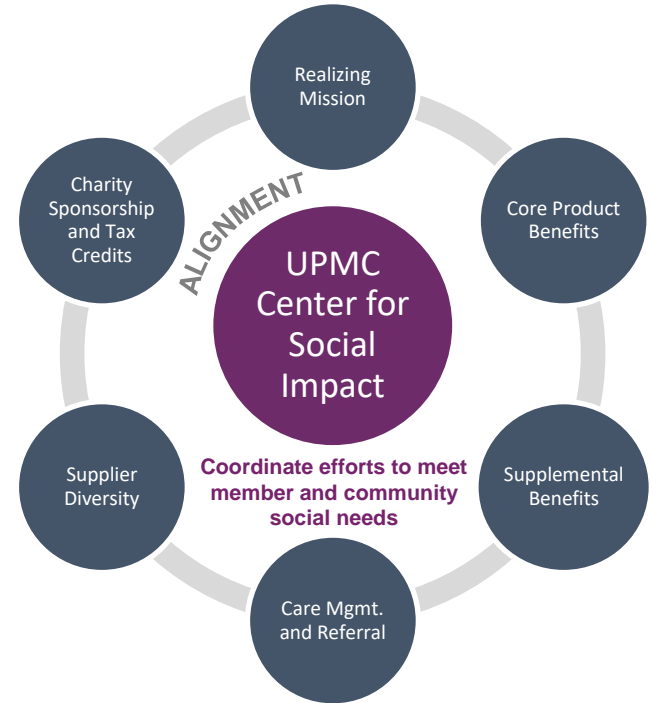 Realizing
Mission
Charity
Sponsorship
and Tax
Credits
ALIGNMENT
Core Product
Benefits
UPMC
Center for
Social
Impact
Supplier
Diversity
Coordinate efforts to meet
member and community
social needs
Supplemental
Benefits
Care Mgmt.
and Referral